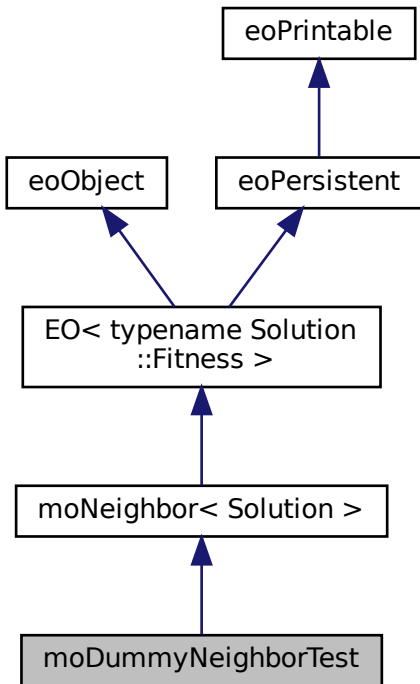 eoPrintable
eoObject
eoPersistent
EO< typename Solution
::Fitness >
moNeighbor< Solution >
moDummyNeighborTest